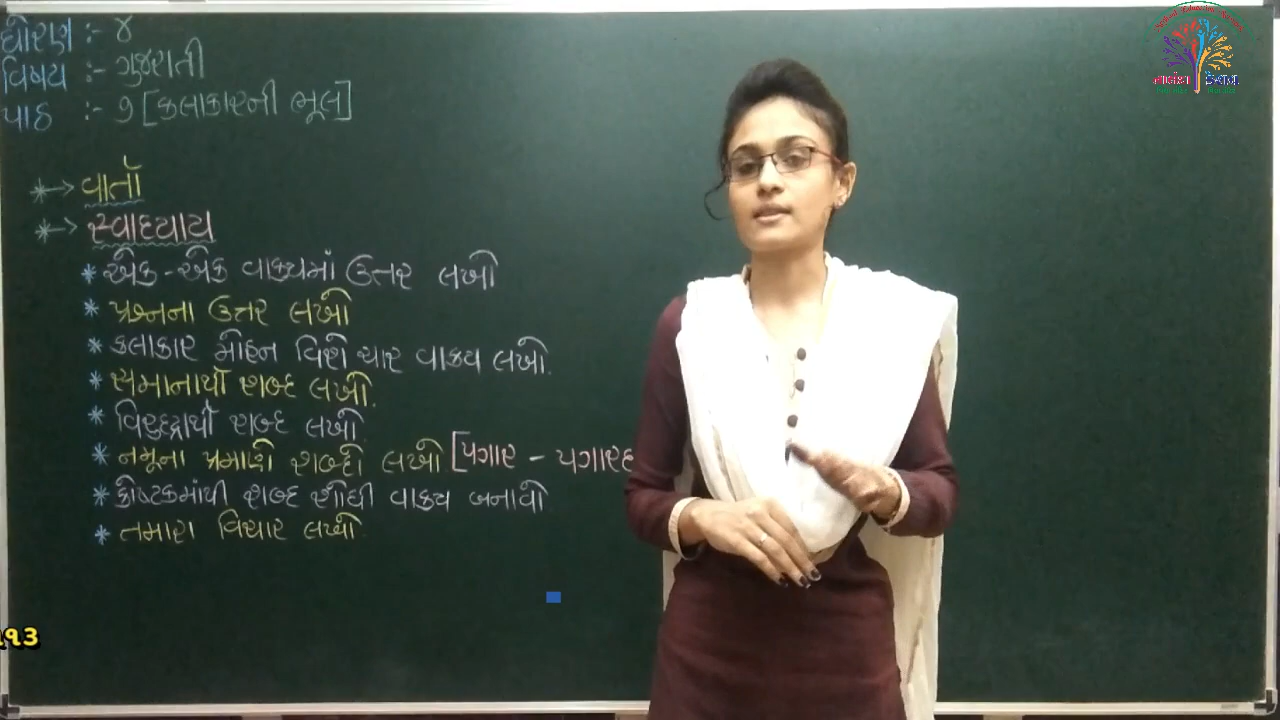 ધોરણ :- ૪
વિષય :- ગુજરાતી
પાઠ :- ૭ [કલાકારની ભૂલ]
વાર્તા
સ્વાધ્યાય
* એક-એક વાક્યમાં ઉત્તર લખો
* પ્રશ્નના ઉત્તર લખો
* કલાકાર મોહન વિશે ચાર વાક્ય લખો.
* સમાનાર્થી શબ્દ લખો.
* વિરુદ્ધાર્થી શબ્દ લખો.
* નમૂના પ્રમાણે શબ્દો લખો [પગાર - પગારદ
* કોષ્ટકમાંથી શબ્દ શોધી વાક્ય બનાવો
* તમારા વિચાર લખો.
૧૩